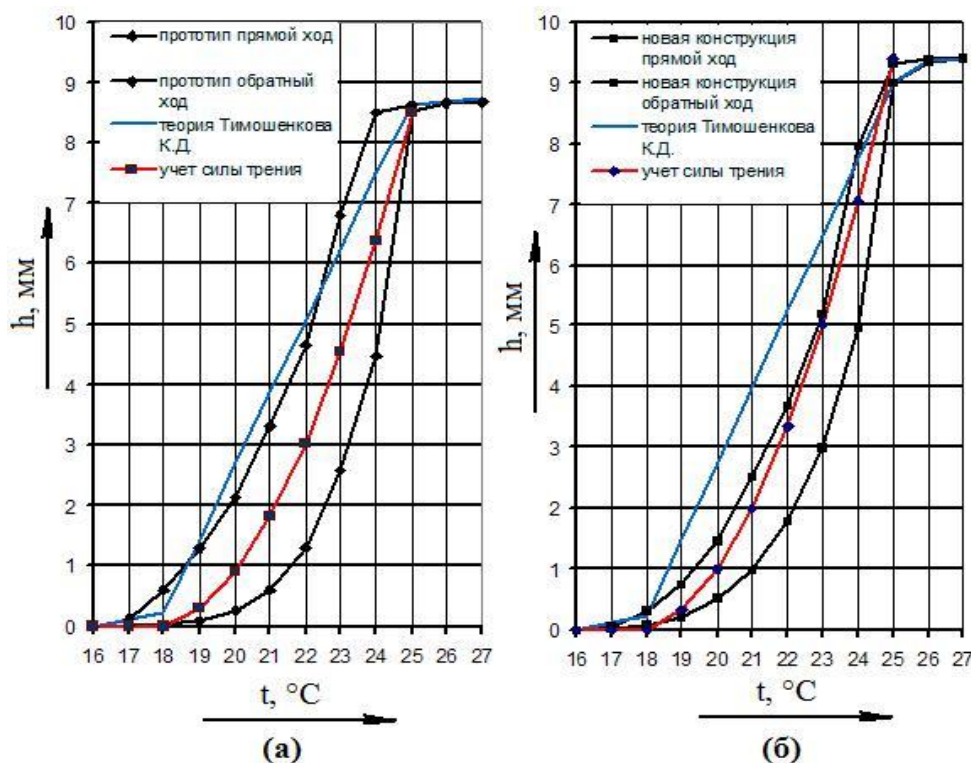 10
9
8
7
6
5
4
3
2
1
0
h, мм
прототип прямой ход
прототип обратный
ход
теория Тимошенкова
К.Д.
учет силы трения
16 17 18 19 20 21 22 23 24 25 26 27
t, °C
(а)
10
9
8
7
6
5
4
3
2
1
0
h, мм
новая конструкция
прямой ход
новая конструкция
обратный ход
теория Тимошенкова
К.Д.
учет силы трения
16 17 18 19 20 21 22 23 24 25 26 27
t, °C
(б)